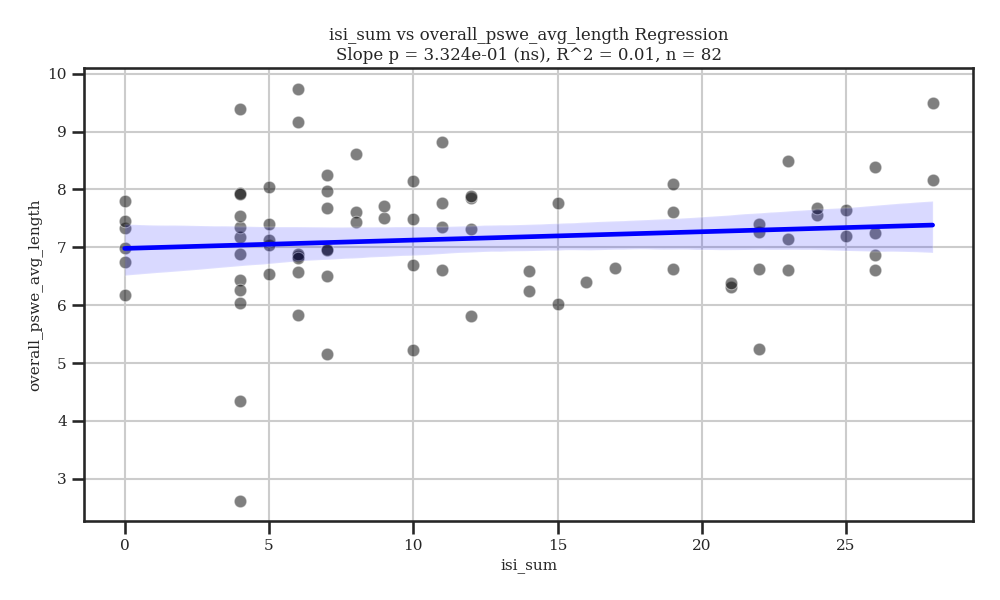 isi_sum vs overall_pswe_avg_length Regression
Slope p = 3.324e-01 (ns), R^2 = 0.01, n = 82
10
9
8
7
6
5
4
3
overall_pswe_avg_length
0 5 10 15 20 25
isi_sum